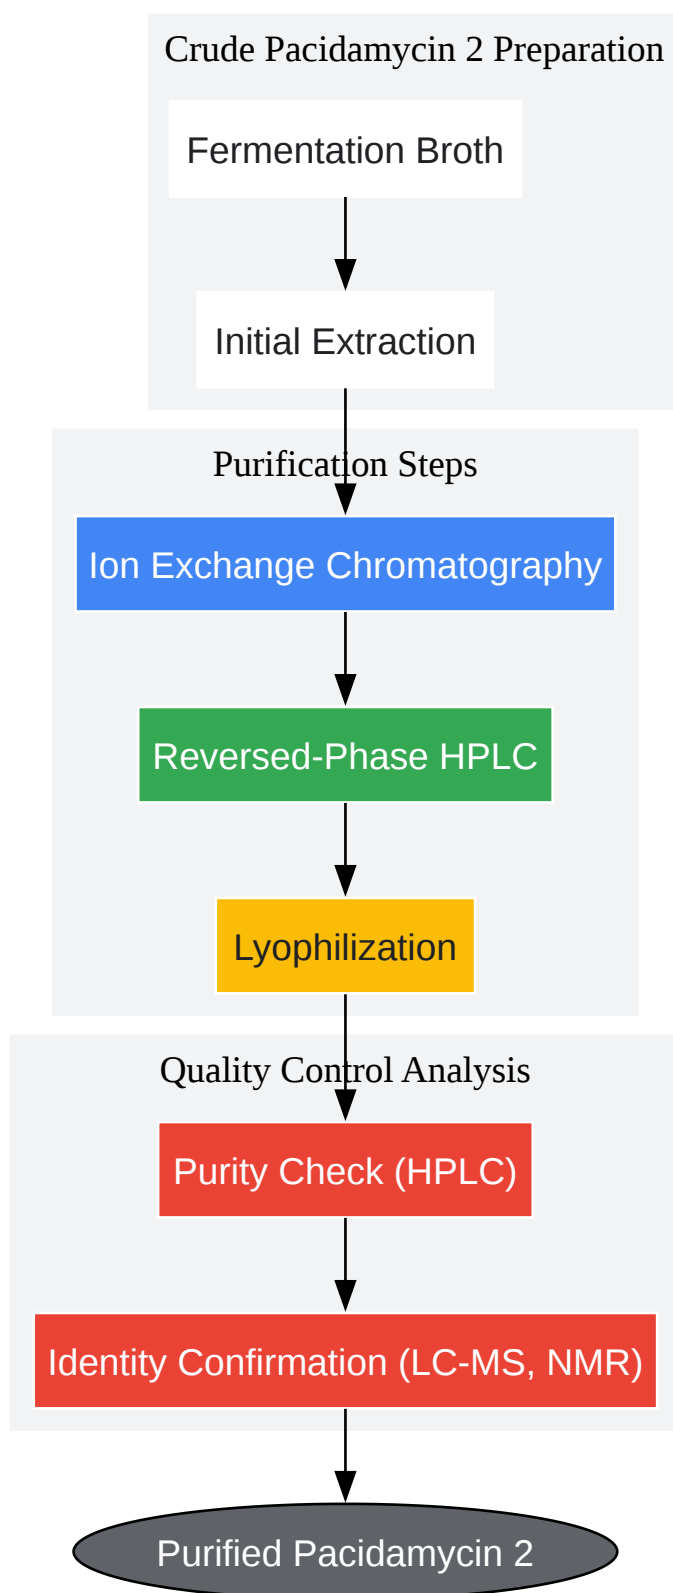 Crude Pacidamycin 2 Preparation
Fermentation Broth
Initial Extraction
Purification Steps
Ion Exchange Chromatography
Reversed-Phase HPLC
Lyophilization
Quality Control Analysis
Purity Check (HPLC)
Identity Confirmation (LC-MS, NMR)
Purified Pacidamycin 2